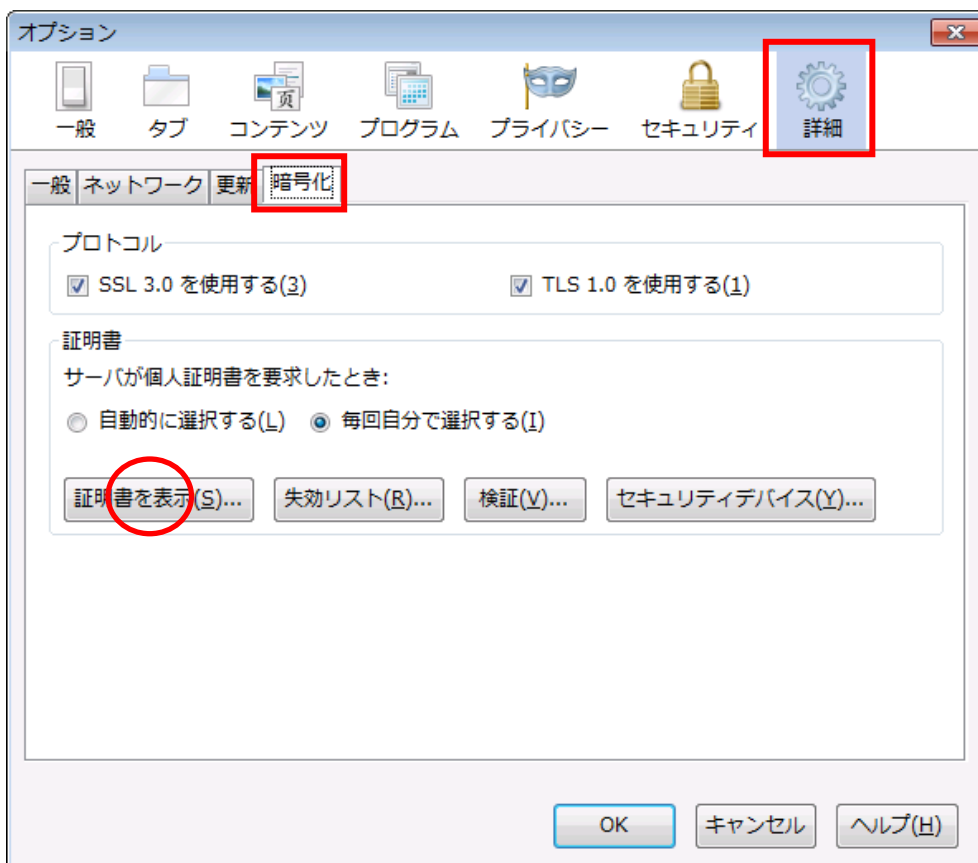 オプション
一般 タブ コンテンツ プログラム プライバシー セキュリティ 詳細
一般 ネットワーク 更新 暗号化
プロトコル
SSL 3.0 を使用する(3) TLS 1.0 を使用する(1)
証明書
サーバが個人証明書を要求したとき:
自動的に選択する(L) 毎回自分で選択する(I)
証明書を表示(S)... 失効リスト(R)... 検証(V)... セキュリティデバイス(Y)...
OK キャンセル ヘルプ(H)